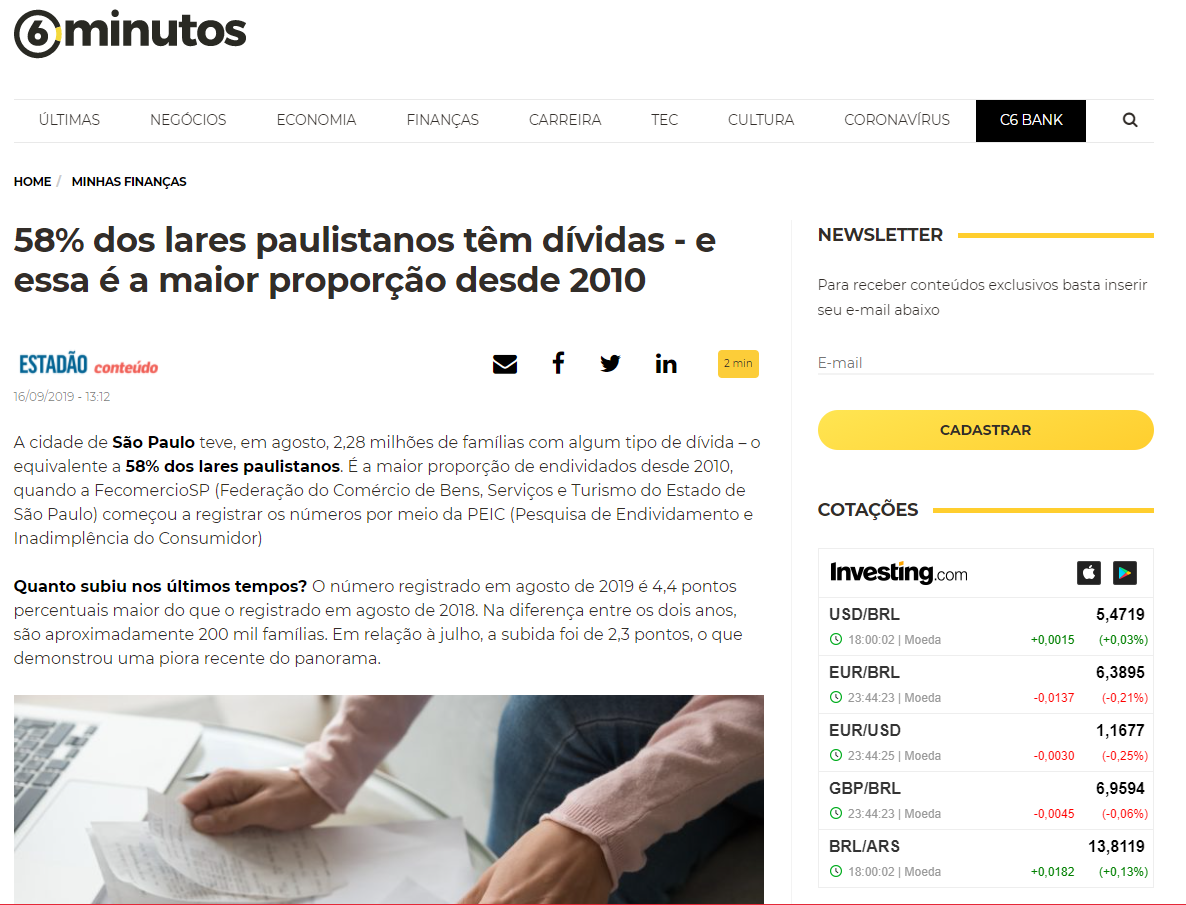 6minutos
ÚLTIMAS NEGÓCIOS ECONOMIA FINANÇAS CARREIRA TEC CULTURA CORONAVÍRUS C6 BANK
HOME / MINHAS FINANÇAS
58% dos lares paulistanos têm dívidas - e
essa é a maior proporção desde 2010
ESTADÃO conteúdo
2 min
16/09/2019 - 13:12
A cidade de São Paulo teve, em agosto, 2,28 milhões de famílias com algum tipo de dívida – o
equivalente a 58% dos lares paulistanos. É a maior proporção de endividados desde 2010,
quando a FecomercioSP (Federação do Comércio de Bens, Serviços e Turismo do Estado de
São Paulo) começou a registrar os números por meio da PEIC (Pesquisa de Endividamento e
Inadimplência do Consumidor)
Quanto subiu nos últimos tempos? O número registrado em agosto de 2019 é 4,4 pontos
percentuais maior do que o registrado em agosto de 2018. Na diferença entre os dois anos,
são aproximadamente 200 mil famílias. Em relação à julho, a subida foi de 2,3 pontos, o que
demonstrou uma piora recente do panorama.
NEWSLETTER
Para receber conteúdos exclusivos basta inserir
seu e-mail abaixo
E-mail
CADASTRAR
COTAÇÕES
Investing.com
USD/BRL 5,4719
18:00:02 | Moeda +0,0015 (+0,03%)
EUR/BRL 6,3895
23:44:23 | Moeda -0,0137 (-0,21%)
EUR/USD 1,1677
23:44:25 | Moeda -0,0030 (-0,25%)
GBP/BRL 6,9594
23:44:23 | Moeda -0,0045 (-0,06%)
BRL/ARS 13,8119
18:00:02 | Moeda +0,0182 (+0,13%)